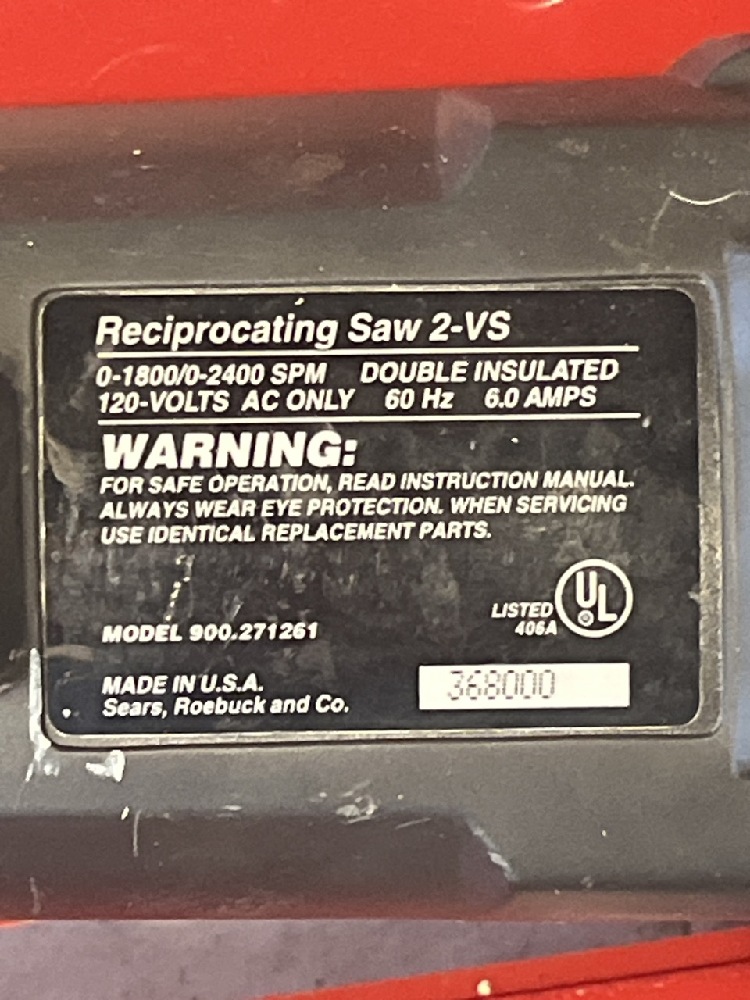 Reciprocating Saw 2-VS
0-1800/0-2400 SPM DOUBLE INSULATED
120-VOLTS AC ONLY 60 Hz 6.0 AMPS
WARNING:
FOR SAFE OPERATION, READ INSTRUCTION MANUAL.
ALWAYS WEAR EYE PROTECTION. WHEN SERVICING
USE IDENTICAL REPLACEMENT PARTS.
MODEL 900.271261
LISTED
406A
UL
MADE IN U.S.A.
Sears, Roebuck and Co.
368000